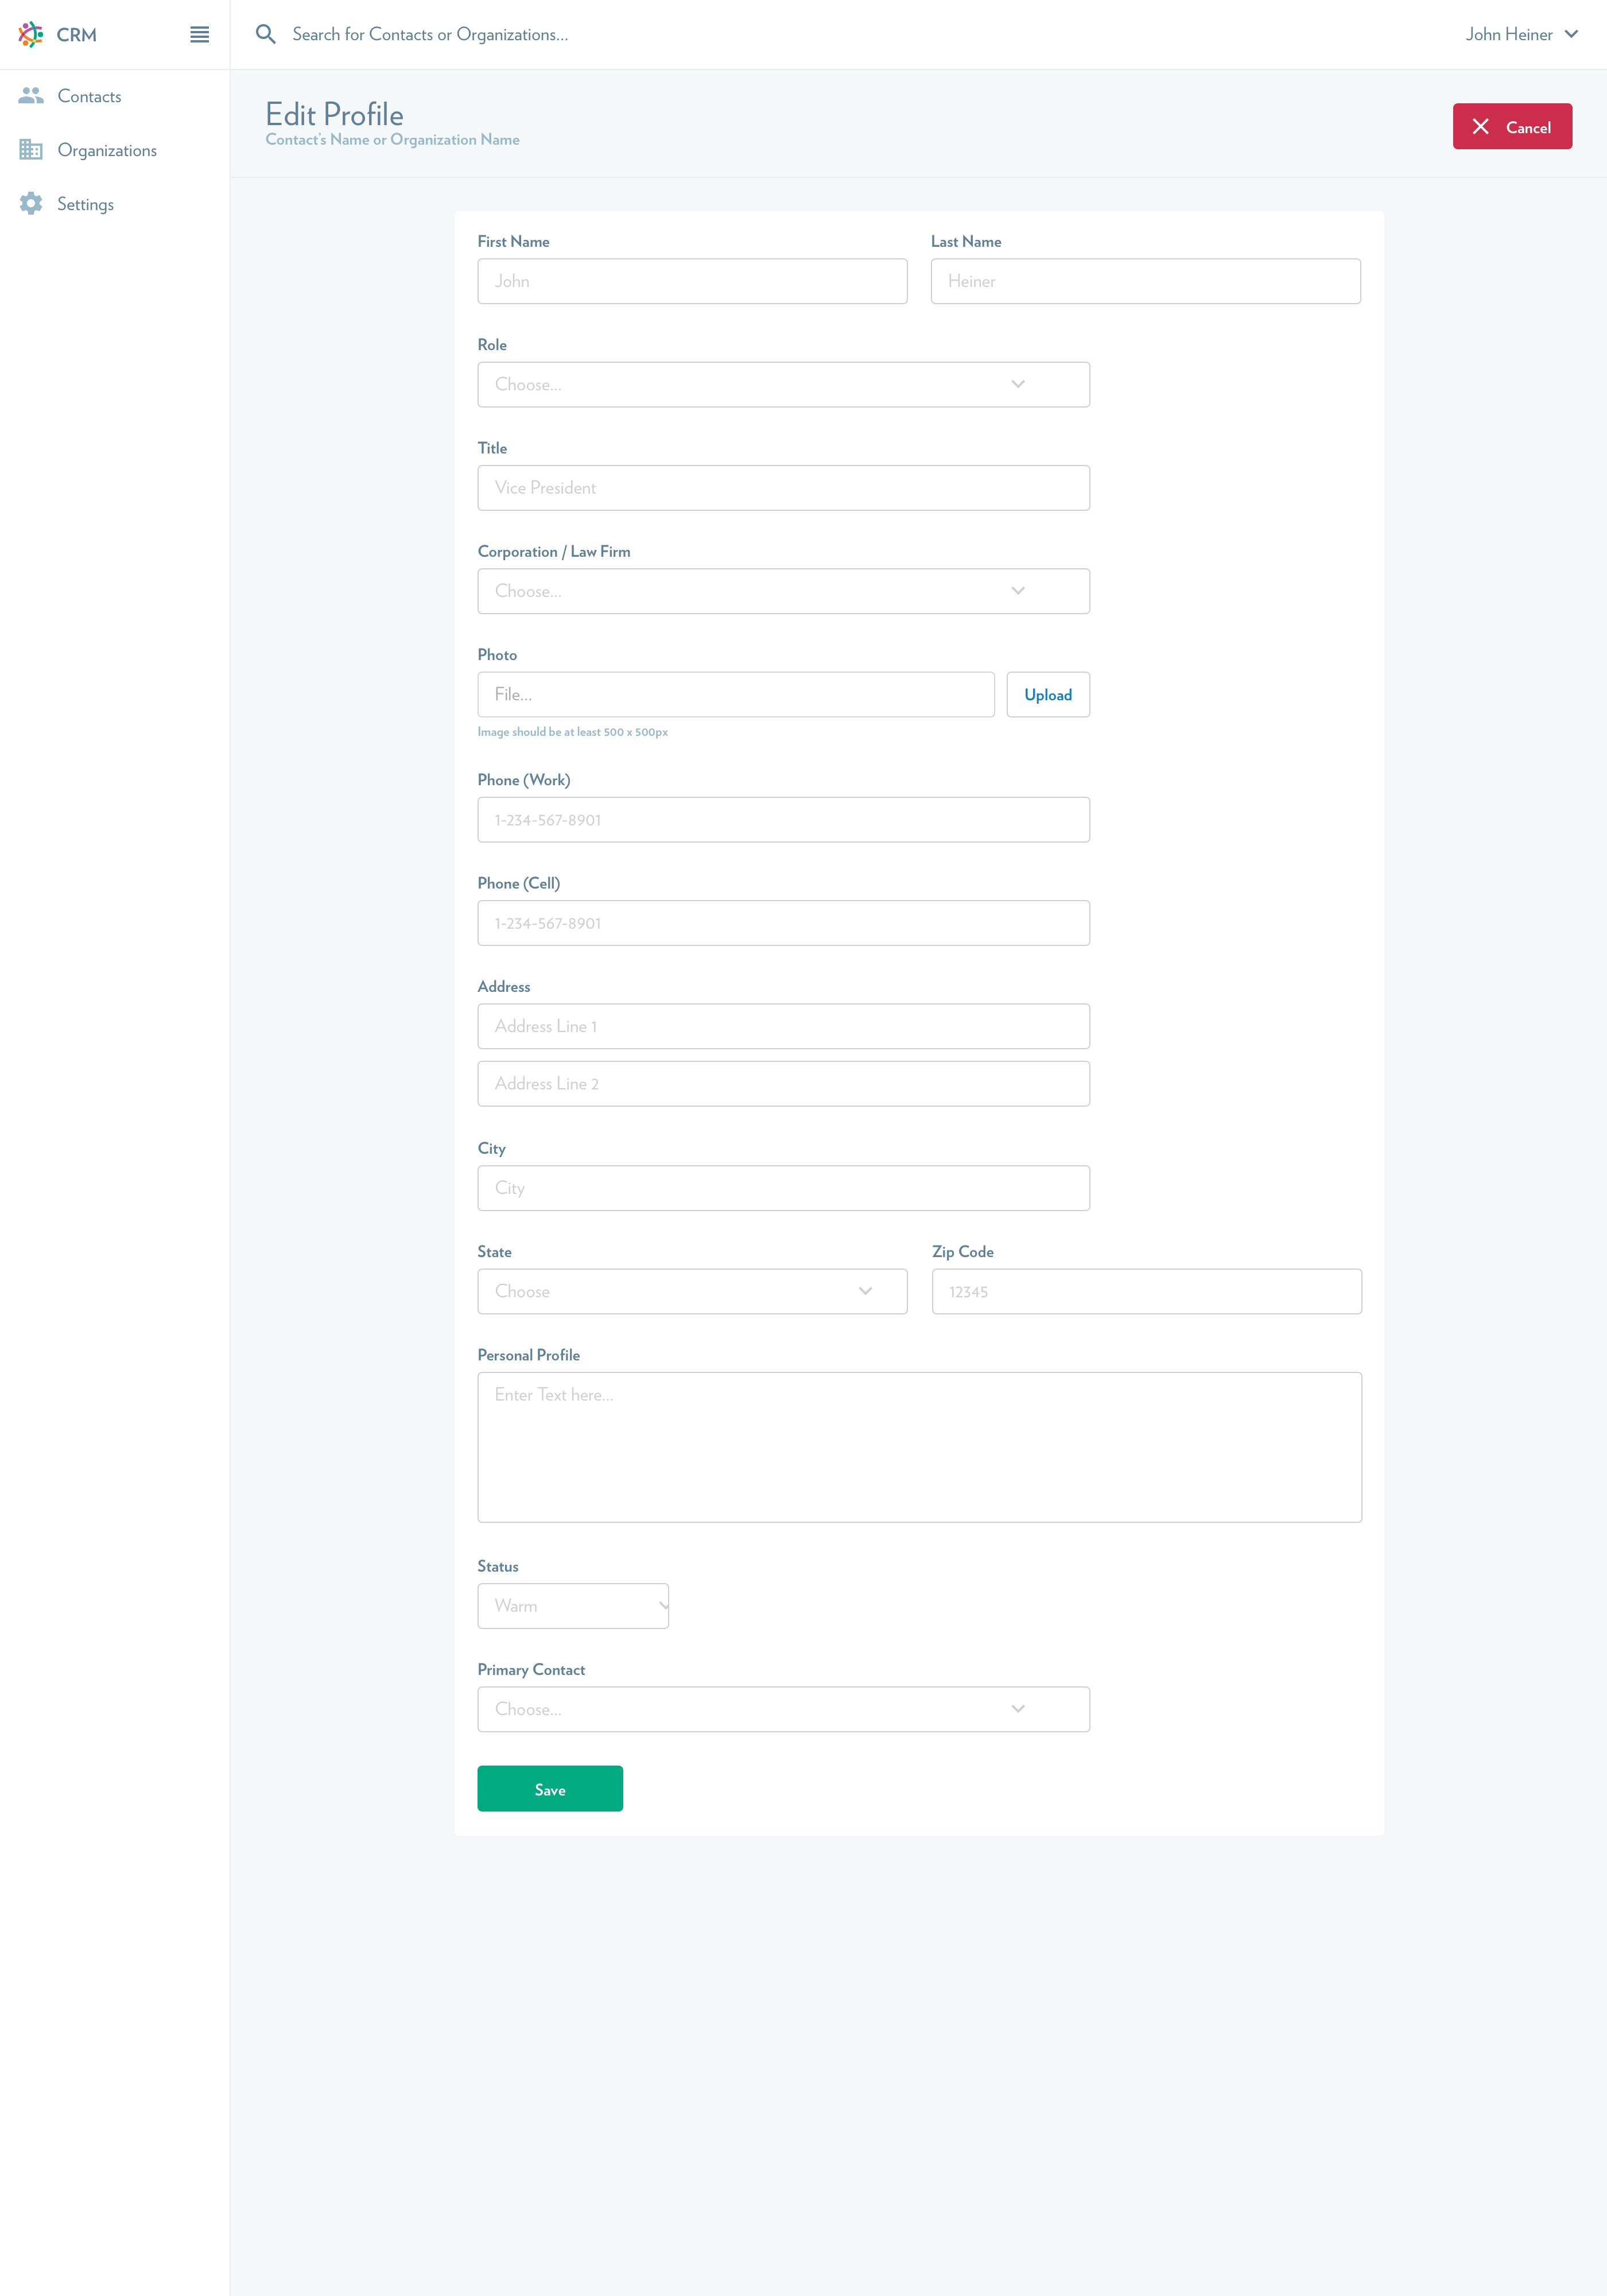 CRM
Search for Contacts or Organizations...
John Heiner
Contacts
Organizations
Settings
Edit Profile
Contact's Name or Organization Name
Cancel
First Name
Last Name
John
Heiner
Role
Choose...
Title
Vice President
Corporation / Law Firm
Choose...
Photo
File...
Upload
Image should be at least 500 x 500px
Phone (Work)
1-234-567-8901
Phone (Cell)
1-234-567-8901
Address
Address Line 1
Address Line 2
City
City
State
Zip Code
Choose
12345
Personal Profile
Enter Text here...
Status
Warm
Primary Contact
Choose...
Save